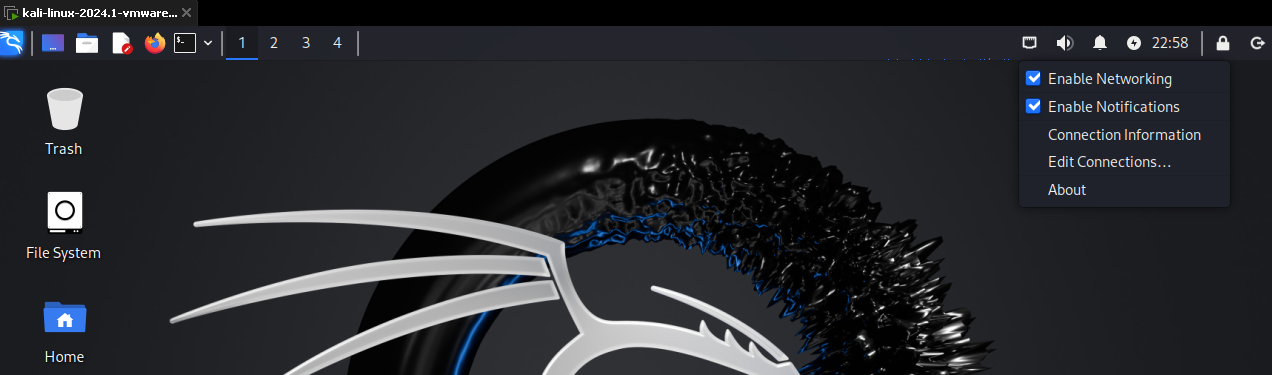 kali-linux-2024.1-vmware...
1 2 3 4
22:58
Enable Networking
Enable Notifications
Connection Information
Edit Connections...
About
Trash
File System
Home